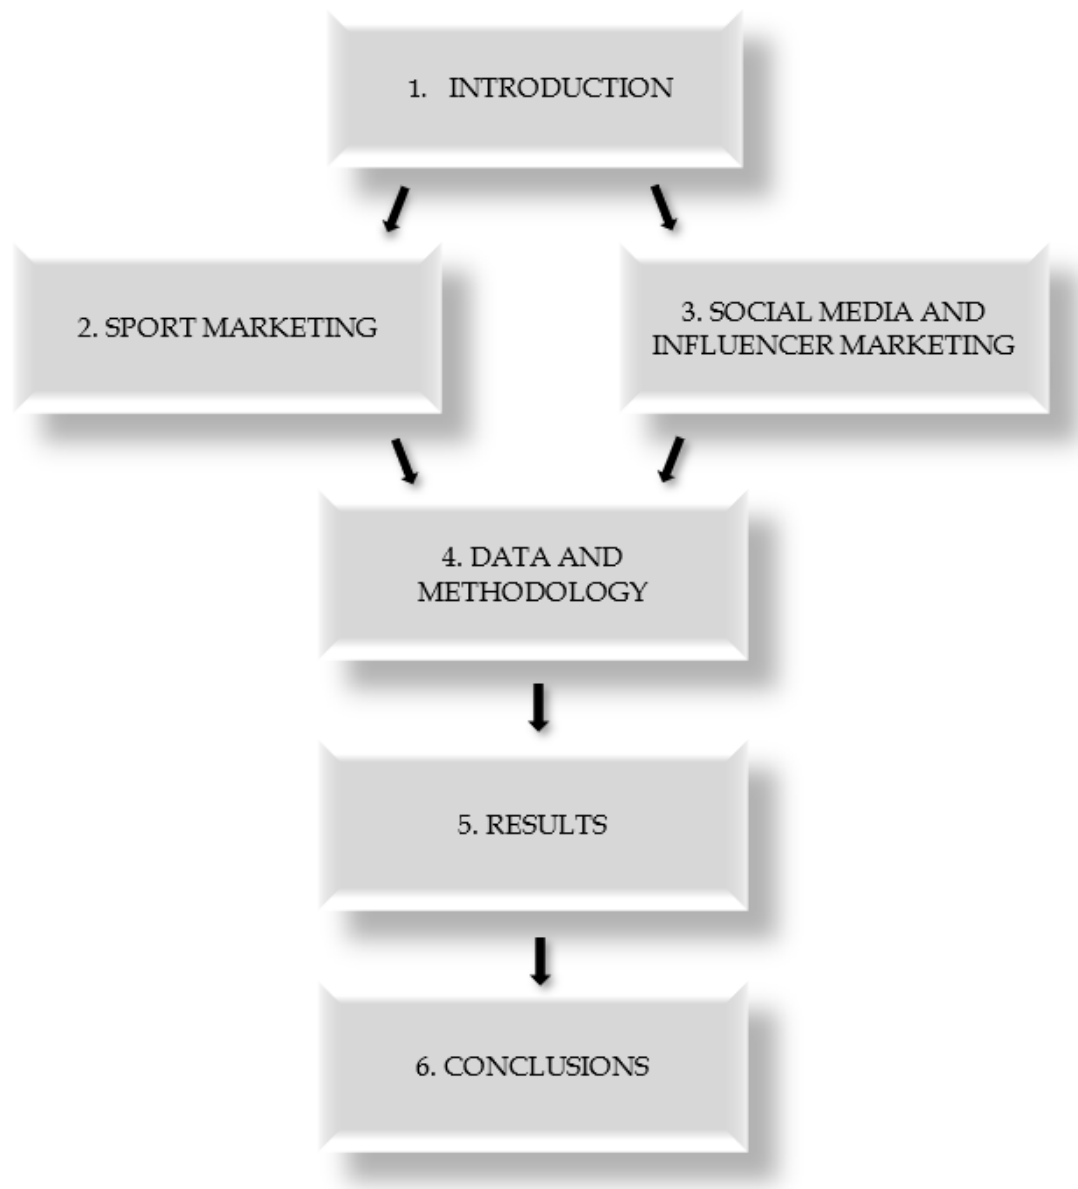 1. INTRODUCTION
2. SPORT MARKETING
3. SOCIAL MEDIA AND
INFLUENCER MARKETING
4. DATA AND
METHODOLOGY
5. RESULTS
6. CONCLUSIONS